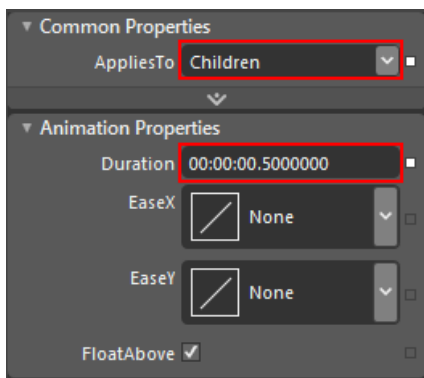 Common Properties
AppliesTo Children
Animation Properties
Duration 00:00:00.5000000
EaseX None
EaseY None
FloatAbove